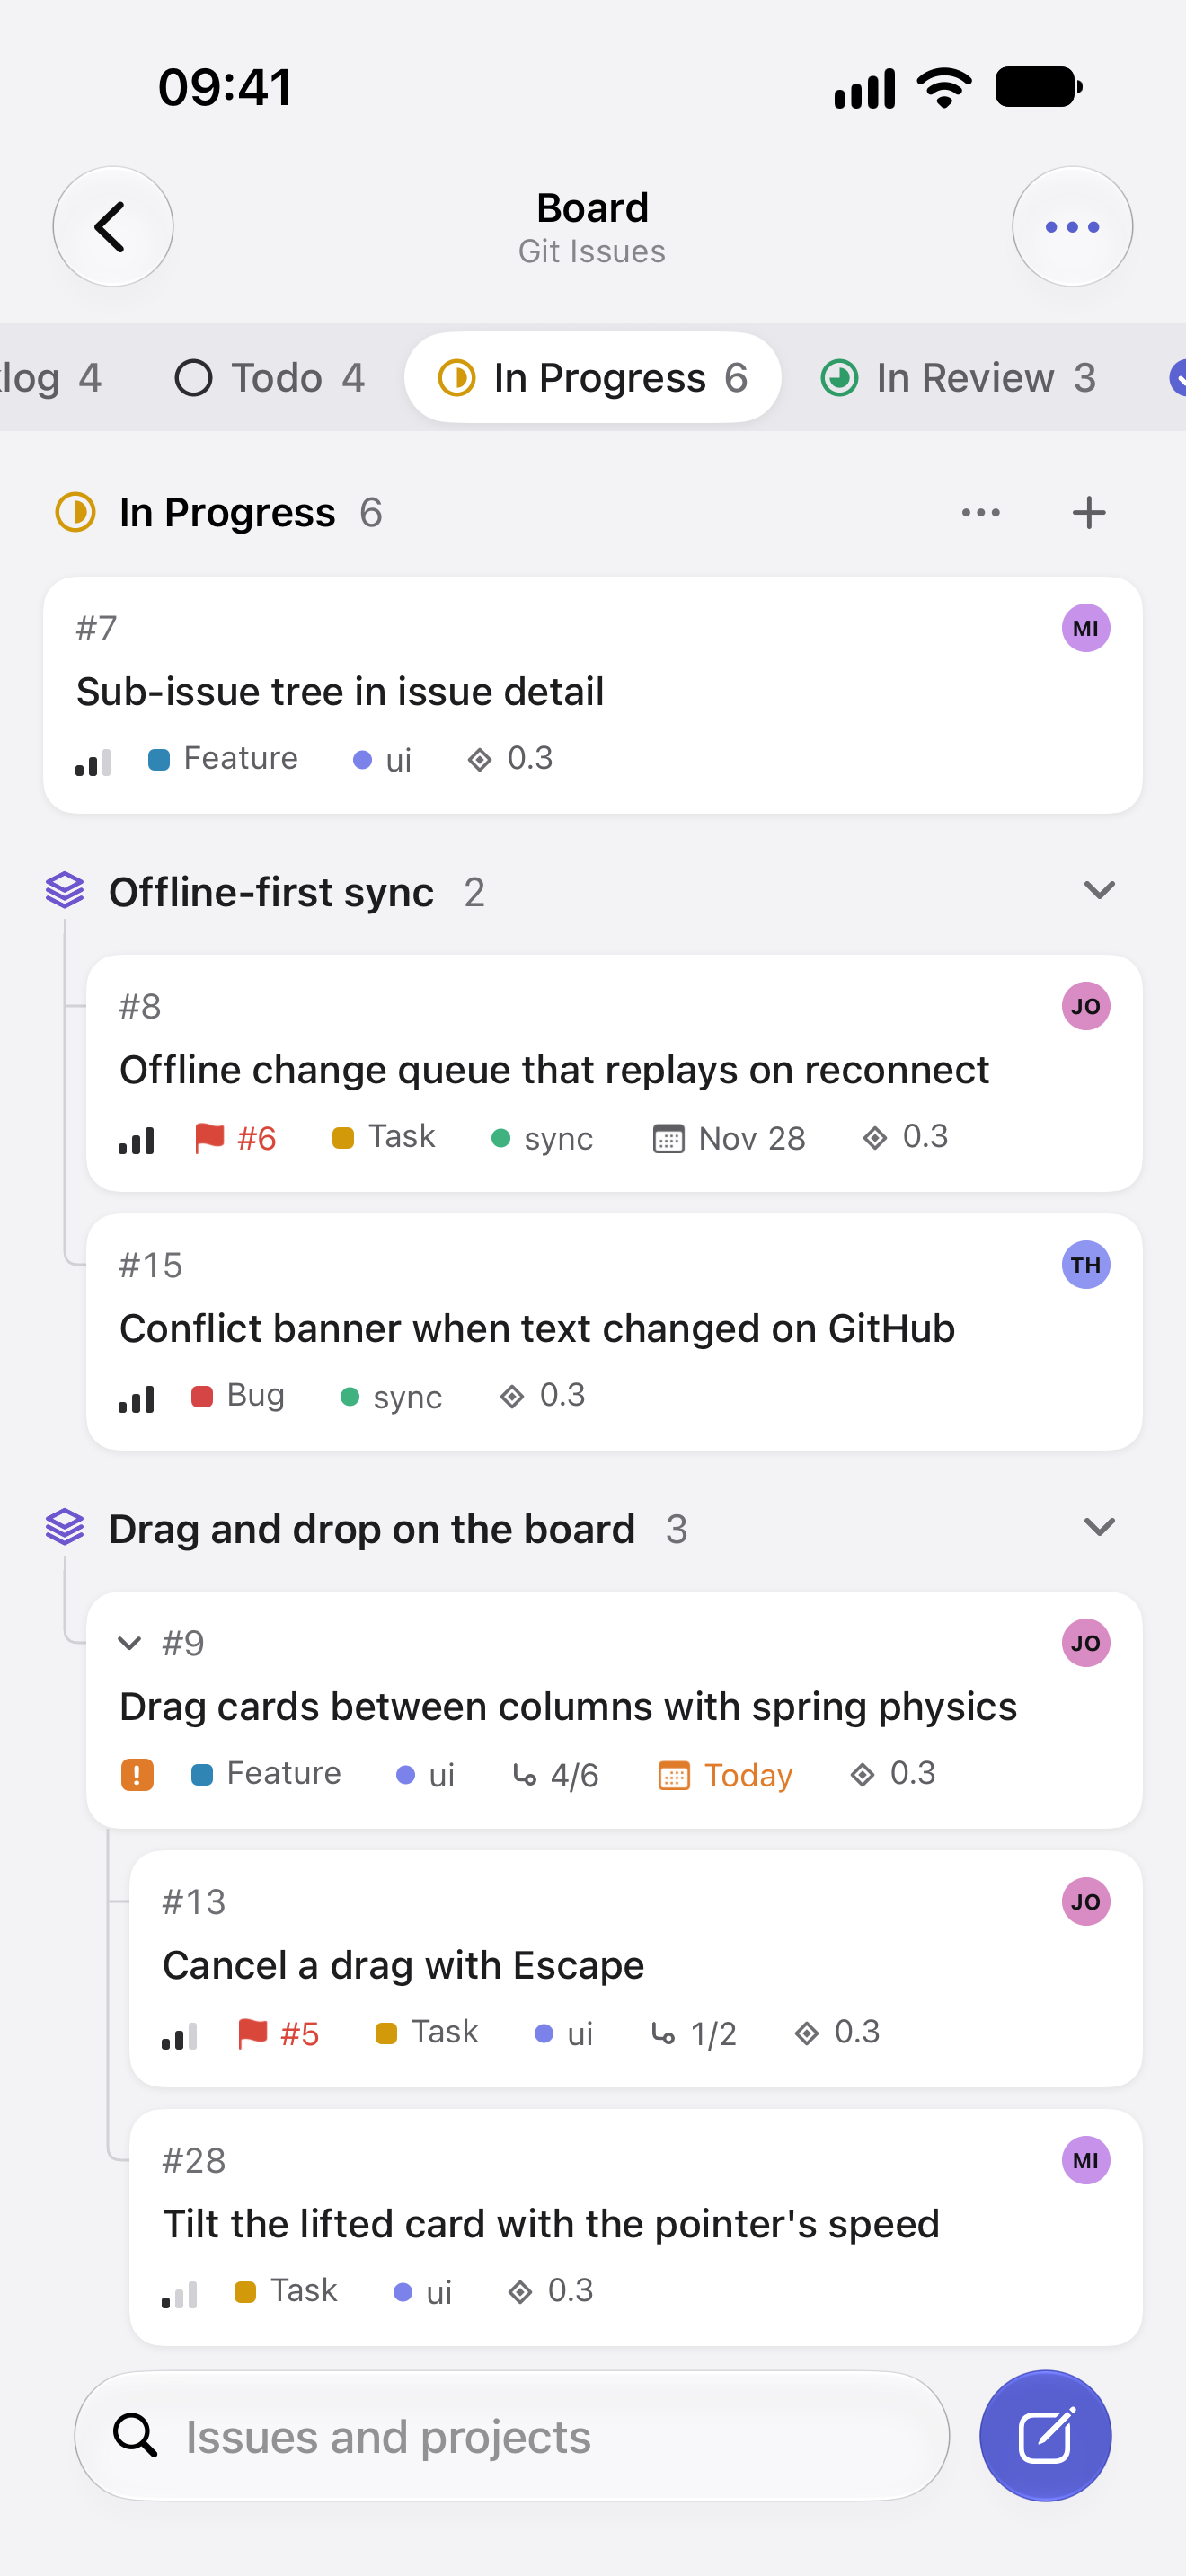 09:41
Board
Git Issues
log 4 Todo 4 In Progress 6 In Review 3
In Progress 6
#7 MI
Sub-issue tree in issue detail
Feature ui 0.3
Offline-first sync 2
#8 JO
Offline change queue that replays on reconnect
#6 Task sync Nov 28 0.3
#15 TH
Conflict banner when text changed on GitHub
Bug sync 0.3
Drag and drop on the board 3
#9 JO
Drag cards between columns with spring physics
Feature ui 4/6 Today 0.3
#13 JO
Cancel a drag with Escape
#5 Task ui 1/2 0.3
#28 MI
Tilt the lifted card with the pointer's speed
Task ui 0.3
Issues and projects